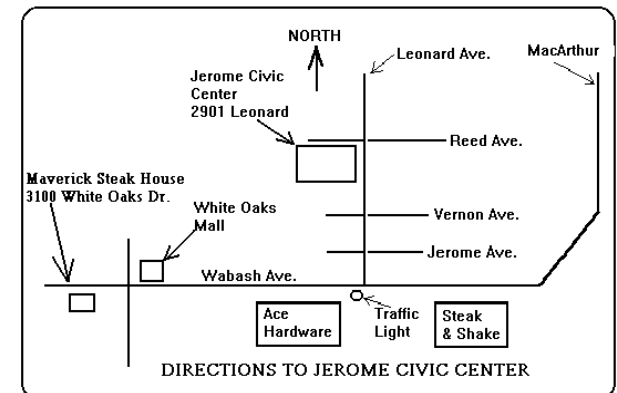 NORTH
Leonard Ave.
MacArthur
Jerome Civic
Center
2901 Leonard
Reed Ave.
Maverick Steak House
3100 White Oaks Dr.
White Oaks
Mall
Vernon Ave.
Jerome Ave.
Wabash Ave.
Ace
Hardware
Traffic
Light
Steak
& Shake
DIRECTIONS TO JEROME CIVIC CENTER